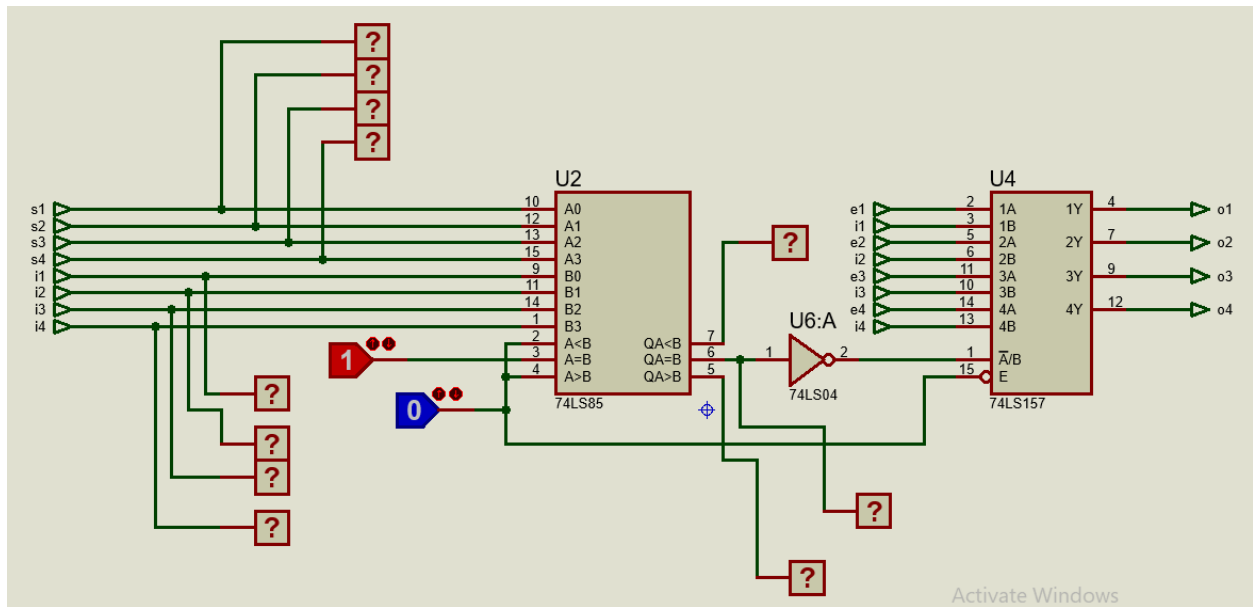 ?
?
?
?
U2
U4
s1 10 A0 e1 2 1A 1Y 4 o1
s2 12 A1 i1 3 1B
s3 13 A2 ? e2 5 2A 2Y 7 o2
s4 15 A3 i2 6 2B
i1 9 B0 e3 11 3A 3Y 9 o3
i2 11 B1 i3 10 3B
i3 14 B2 e4 14 4A 4Y 12 o4
i4 1 B3 U6:A i4 13 4B
2 A<B QA<B 7
1 3 A=B QA=B 6 1 2 1 A/B
4 A>B QA>B 5 15 E
? 74LS04
74LS85 74LS157
0
?
?
?
?
?
Activate Windows